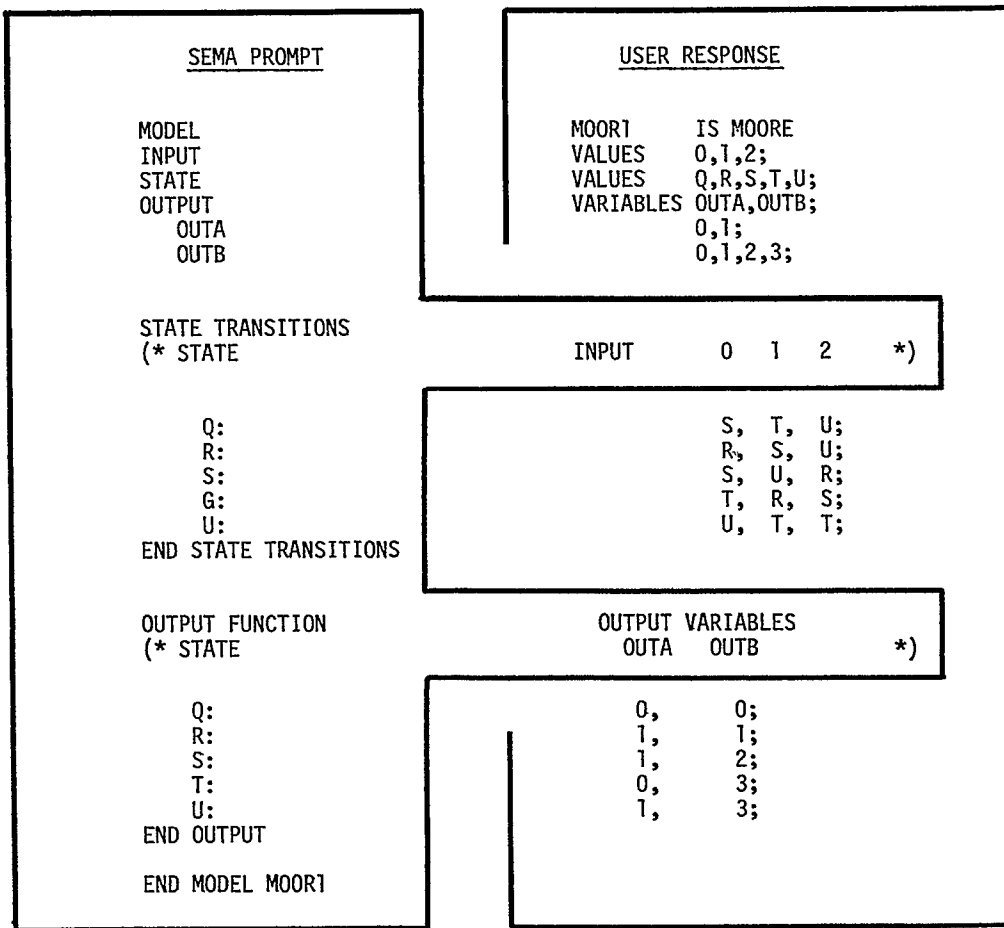 SEMA PROMPT USER RESPONSE
MODEL MOOR1 IS MOORE
INPUT VALUES 0,1,2;
STATE VALUES Q,R,S,T,U;
OUTPUT VARIABLES OUTA,OUTB;
OUTA 0,1;
OUTB 0,1,2,3;
STATE TRANSITIONS
(* STATE INPUT 0 1 2 *)
Q: S, T, U;
R: R, S, U;
S: S, U, R;
G: T, R, S;
U: U, T, T;
END STATE TRANSITIONS
OUTPUT FUNCTION OUTPUT VARIABLES
(* STATE OUTA OUTB *)
Q: 0, 0;
R: 1, 1;
S: 1, 2;
T: 0, 3;
U: 1, 3;
END OUTPUT
END MODEL MOOR1